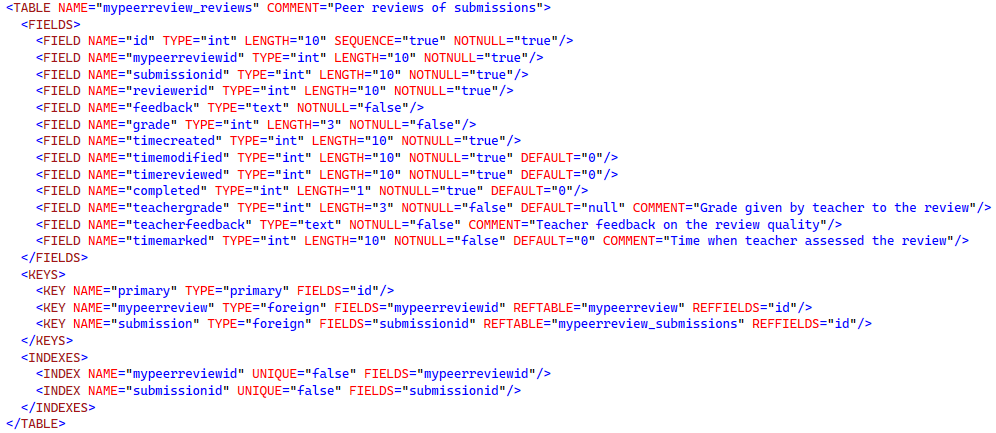 <TABLE NAME="mypeerreview_reviews" COMMENT="Peer reviews of submissions">
<FIELDS>
<FIELD NAME="id" TYPE="int" LENGTH="10" SEQUENCE="true" NOTNULL="true"/>
<FIELD NAME="mypeerreviewid" TYPE="int" LENGTH="10" NOTNULL="true"/>
<FIELD NAME="submissionid" TYPE="int" LENGTH="10" NOTNULL="true"/>
<FIELD NAME="reviewerid" TYPE="int" LENGTH="10" NOTNULL="true"/>
<FIELD NAME="feedback" TYPE="text" NOTNULL="false"/>
<FIELD NAME="grade" TYPE="int" LENGTH="3" NOTNULL="false"/>
<FIELD NAME="timecreated" TYPE="int" LENGTH="10" NOTNULL="true"/>
<FIELD NAME="timemodified" TYPE="int" LENGTH="10" NOTNULL="true" DEFAULT="0"/>
<FIELD NAME="timereviewed" TYPE="int" LENGTH="10" NOTNULL="true" DEFAULT="0"/>
<FIELD NAME="completed" TYPE="int" LENGTH="1" NOTNULL="true" DEFAULT="0"/>
<FIELD NAME="teachergrade" TYPE="int" LENGTH="3" NOTNULL="false" DEFAULT="null" COMMENT="Grade given by teacher to the review"/>
<FIELD NAME="teacherfeedback" TYPE="text" NOTNULL="false" COMMENT="Teacher feedback on the review quality"/>
<FIELD NAME="timemarked" TYPE="int" LENGTH="10" NOTNULL="false" DEFAULT="0" COMMENT="Time when teacher assessed the review"/>
</FIELDS>
<KEYS>
<KEY NAME="primary" TYPE="primary" FIELDS="id"/>
<KEY NAME="mypeerreview" TYPE="foreign" FIELDS="mypeerreviewid" REFTABLE="mypeerreview" REFFIELDS="id"/>
<KEY NAME="submission" TYPE="foreign" FIELDS="submissionid" REFTABLE="mypeerreview_submissions" REFFIELDS="id"/>
</KEYS>
<INDEXES>
<INDEX NAME="mypeerreviewid" UNIQUE="false" FIELDS="mypeerreviewid"/>
<INDEX NAME="submissionid" UNIQUE="false" FIELDS="submissionid"/>
</INDEXES>
</TABLE>